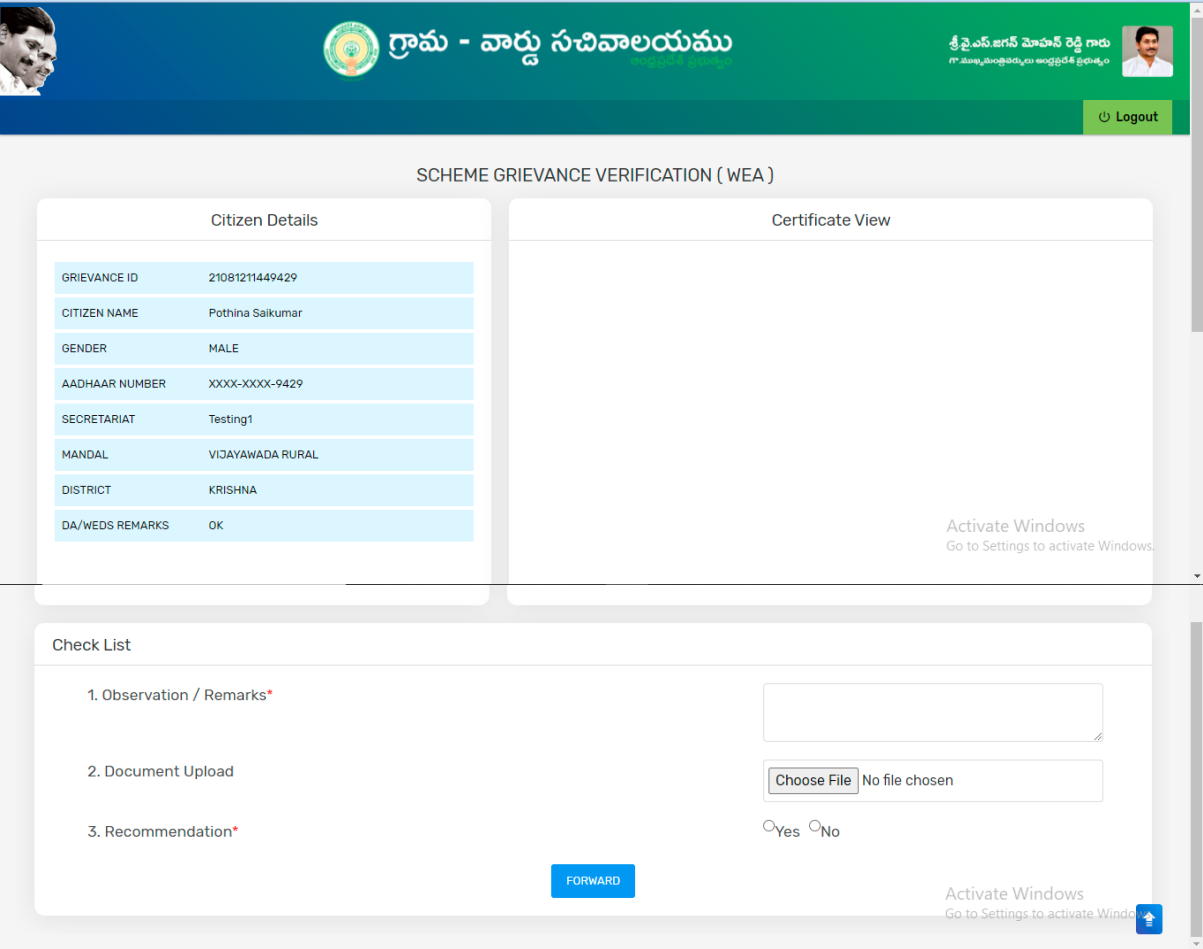 గ్రామ - వార్డు సచివాలయము
ఆంధ్రప్రదేశ్ ప్రభుత్వం
శ్రీ.వై.ఎస్.జగన్ మోహన్ రెడ్డి గారు
గౌ.ముఖ్యమంత్రివర్యులు ఆంధ్రప్రదేశ్ ప్రభుత్వం
Logout
SCHEME GRIEVANCE VERIFICATION ( WEA )
Citizen Details
GRIEVANCE ID 21081211449429
CITIZEN NAME Pothina Saikumar
GENDER MALE
AADHAAR NUMBER XXXX-XXXX-9429
SECRETARIAT Testing1
MANDAL VIJAYAWADA RURAL
DISTRICT KRISHNA
DA/WEDS REMARKS OK
Certificate View
Activate Windows
Go to Settings to activate Windows.
Check List
1. Observation / Remarks*
2. Document Upload
Choose File No file chosen
3. Recommendation*
Yes No
FORWARD
Activate Windows
Go to Settings to activate Windo